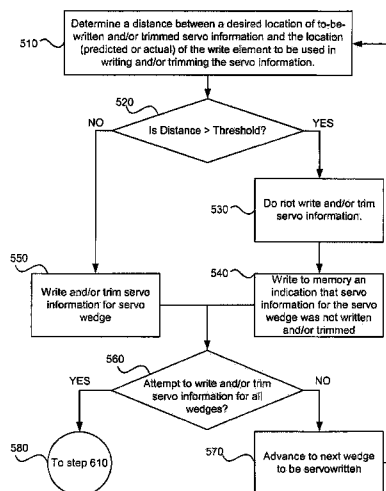 510
Determine a distance between a desired location of to-be-
written and/or trimmed servo information and the location
(predicted or actual) of the write element to be used in
writing and/or trimming the servo information.
520
NO
YES
Is Distance > Threshold?
530
Do not write and/or trim
servo information.
550
Write and/or trim servo
information for servo
wedge
540
Write to memory an
indication that servo
information for the servo
wedge was not written
and/or trimmed
560
YES
NO
Attempt to write and/or trim
servo information for all
wedges?
580
To step 610
570
Advance to next wedge
to be servowritten